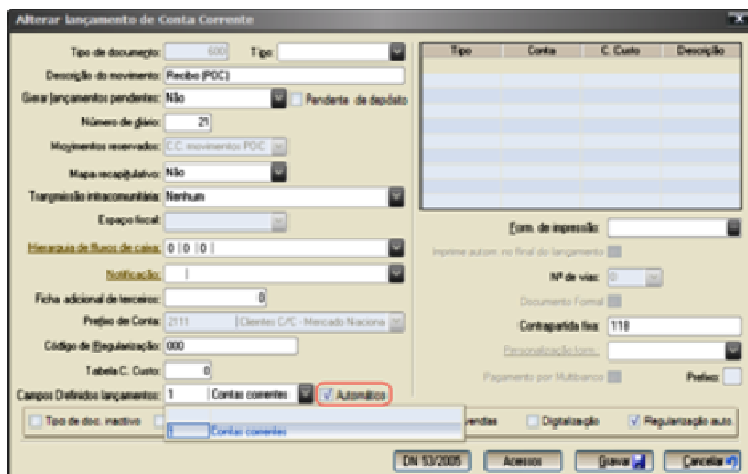 Alterar lançamento de Conta Corrente
Tipo de documento: 600 Tipo:
Descrição do movimento: Recibo (POC)
Gerar lançamentos pendentes: Não Pendente de depósito
Número de diário: 21
Movimentos reservados: C.C. movimentos POC
Mapa recapitulativo: Não
Transmissão intracomunitária: Nenhum
Espaço fiscal:
Hierarquia de fluxos de caixa: 0 | 0 | 0 |
Notificação: |
Ficha adicional de terceiros: 0
Prefixo de Conta: 2111 | Clientes C/C - Mercado Naciona
Código de Regularização: 000
Tabela C. Custo: 0
Campos Definidos lançamentos: 1 | Contas correntes Automático
1 Contas correntes
Tipo Conta C. Custo Descrição
Form. de impressão:
Imprime autom. no final do lançamento
Nº de vias: 0
Documento Formal
Contrapartida fixa: 118
Personalização form.:
Pagamento por Multibanco Prefixo:
Tipo de doc. inactivo vendas Digitalização Regularização auto.
DN 53/2005 Acessos Gravar Cancelar